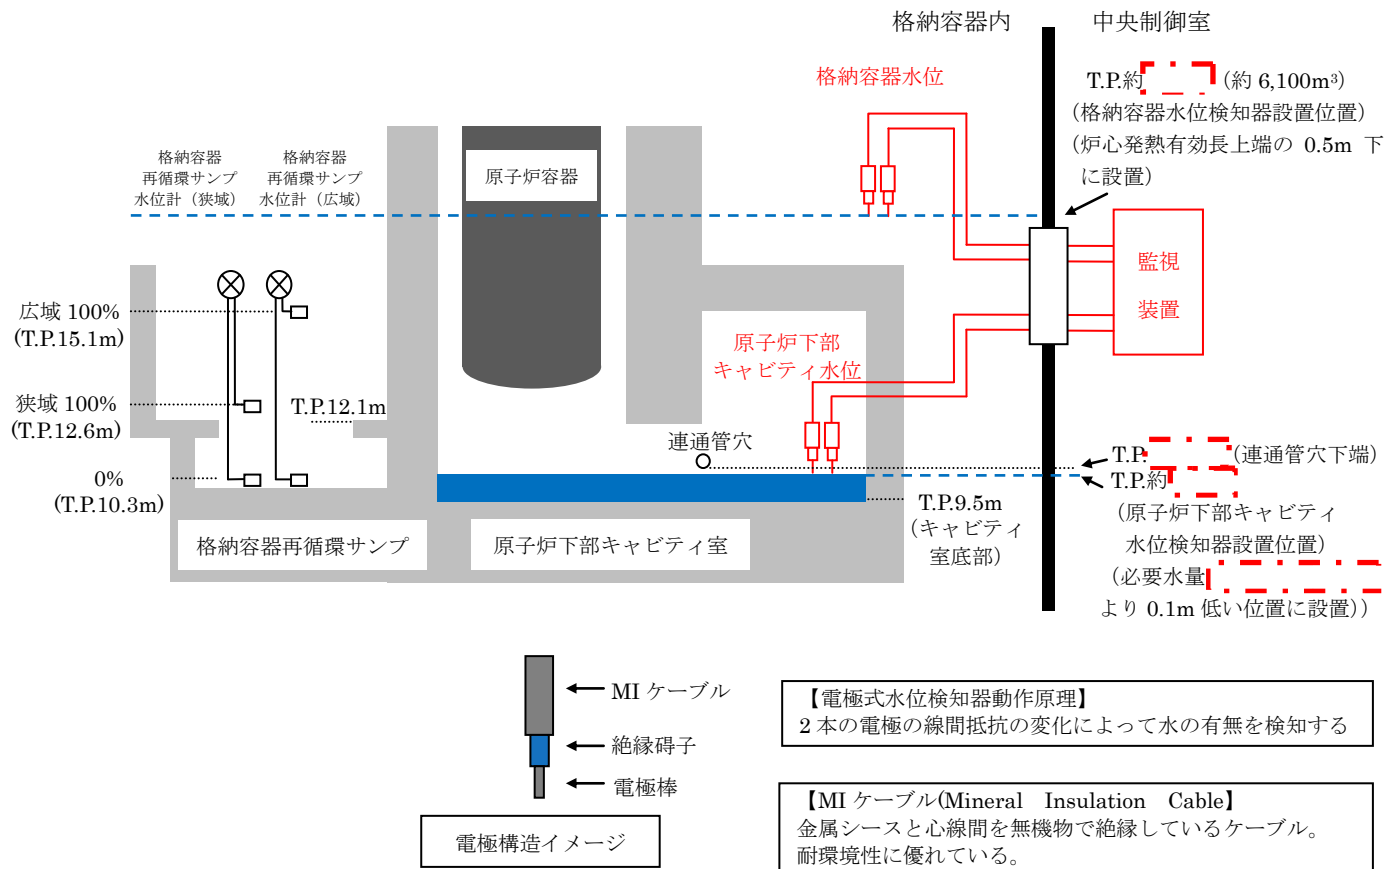 格納容器内
中央制御室
格納容器水位
T.P.約 (約 6,100m³)
(格納容器水位検知器設置位置)
(炉心発熱有効長上端の 0.5m 下
に設置)
格納容器
再循環サンプ
水位計（狭域）
格納容器
再循環サンプ
水位計（広域）
原子炉容器
監視
装置
広域 100%
(T.P.15.1m)
狭域 100%
(T.P.12.6m)
0%
(T.P.10.3m)
T.P.12.1m
原子炉下部
キャビティ水位
連通管穴
T.P. (連通管穴下端)
T.P.約
(原子炉下部キャビティ
水位検知器設置位置)
(必要水量
より 0.1m 低い位置に設置))
T.P.9.5m
(キャビティ
室底部)
格納容器再循環サンプ
原子炉下部キャビティ室
MI ケーブル
絶縁碍子
電極棒
電極構造イメージ
【電極式水位検知器動作原理】
2 本の電極の線間抵抗の変化によって水の有無を検知する
【MI ケーブル(Mineral Insulation Cable】
金属シースと心線間を無機物で絶縁しているケーブル。
耐環境性に優れている。